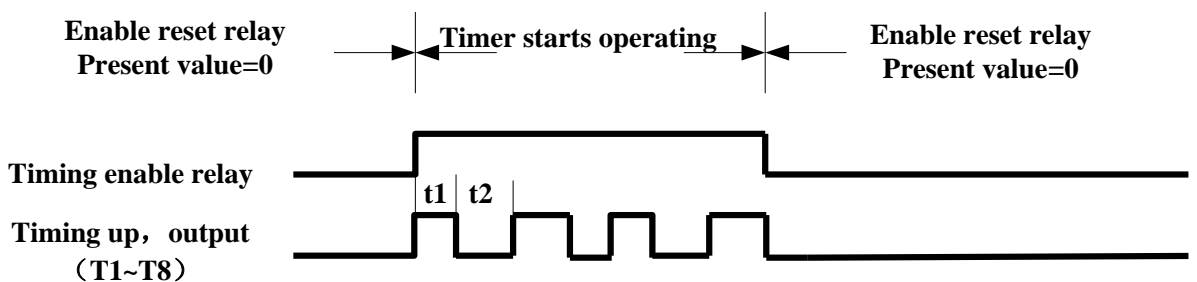 Enable reset relay
Present value=0
Timer starts operating
Enable reset relay
Present value=0
Timing enable relay
t1 t2
Timing up，output
（T1~T8）